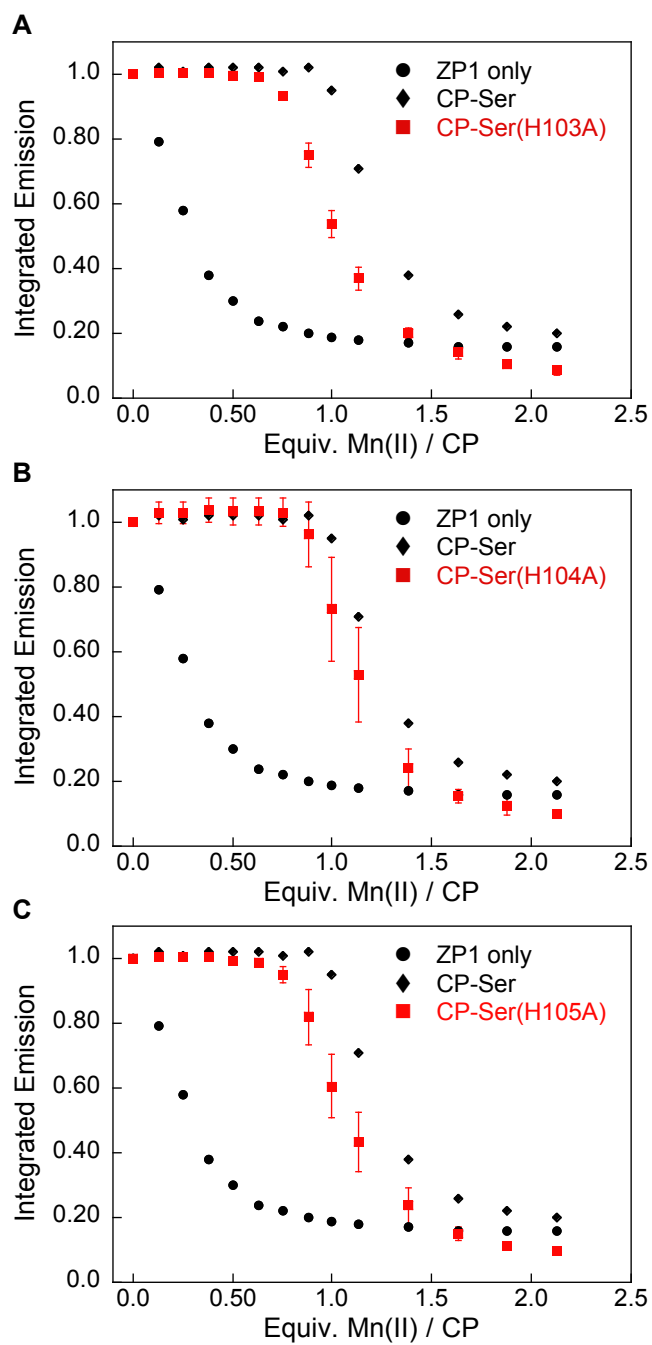 A
ZP1 only
CP-Ser
CP-Ser(H103A)
Integrated Emission
1.0
0.80
0.60
0.40
0.20
0.0
0.0 0.50 1.0 1.5 2.0 2.5
Equiv. Mn(II) / CP
B
ZP1 only
CP-Ser
CP-Ser(H104A)
Integrated Emission
1.0
0.80
0.60
0.40
0.20
0.0
0.0 0.50 1.0 1.5 2.0 2.5
Equiv. Mn(II) / CP
C
ZP1 only
CP-Ser
CP-Ser(H105A)
Integrated Emission
1.0
0.80
0.60
0.40
0.20
0.0
0.0 0.50 1.0 1.5 2.0 2.5
Equiv. Mn(II) / CP